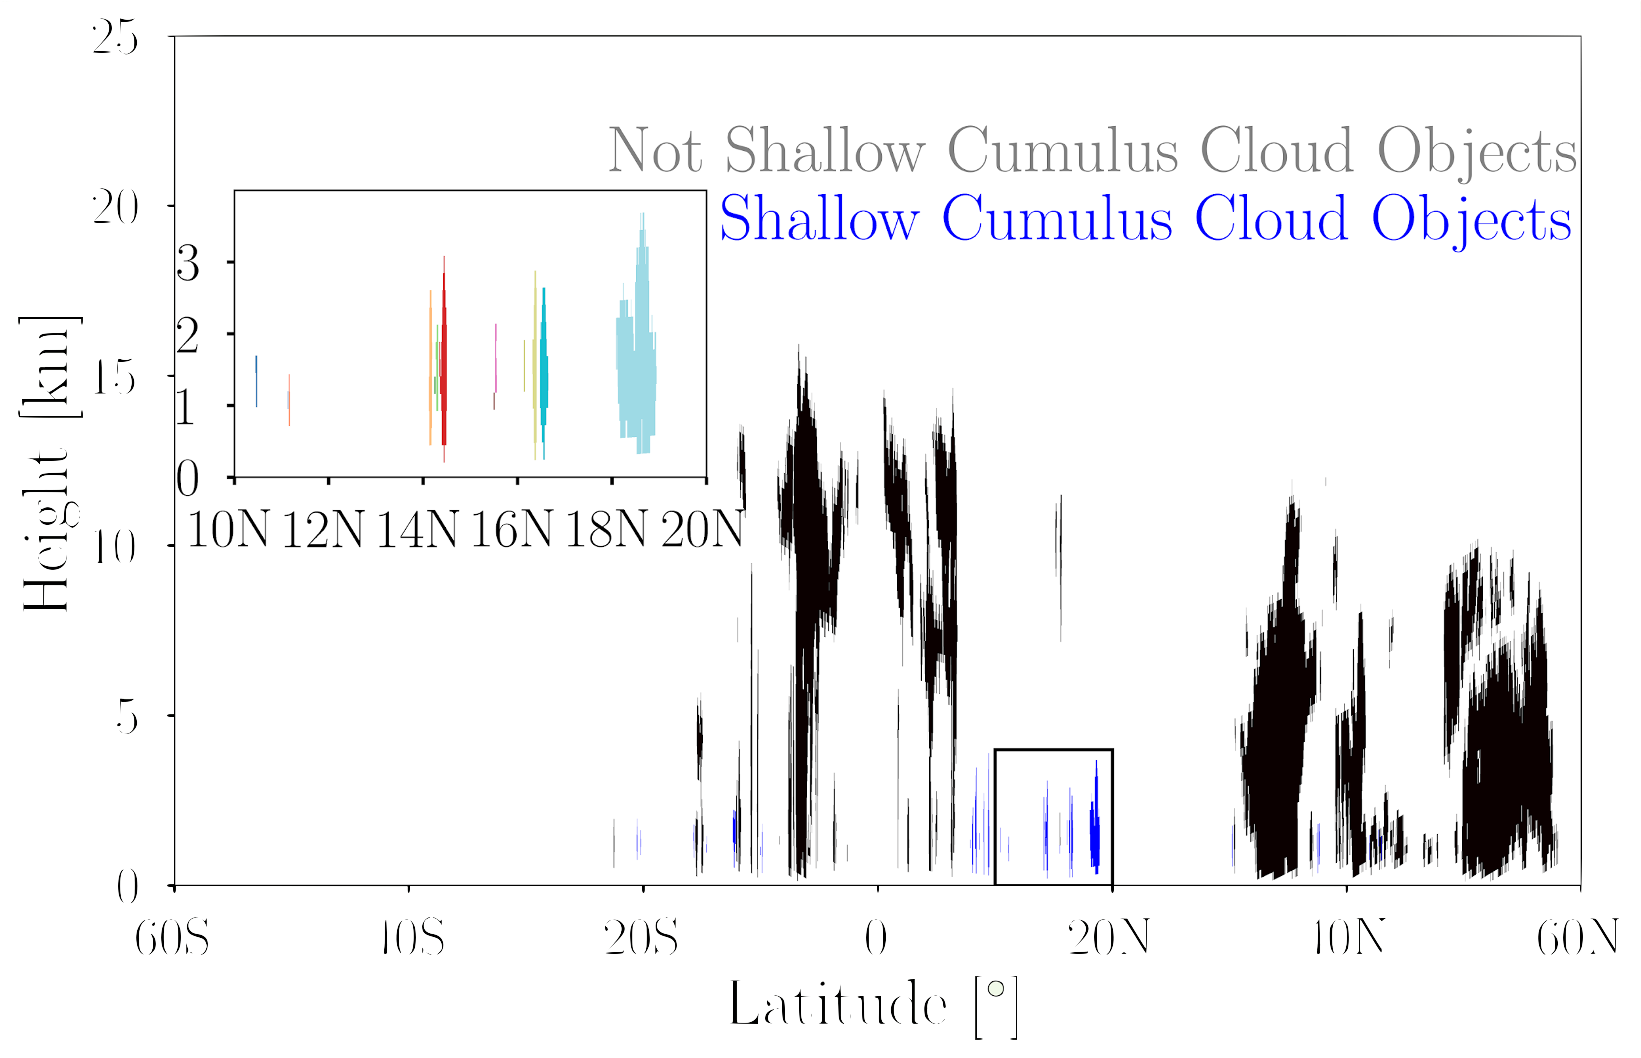 25
Not Shallow Cumulus Cloud Objects
20
Shallow Cumulus Cloud Objects
3
2
1
0
10N 12N 14N 16N 18N 20N
Height [km]
15
10
5
0
60S 40S 20S 0 20N 40N 60N
Latitude [°]